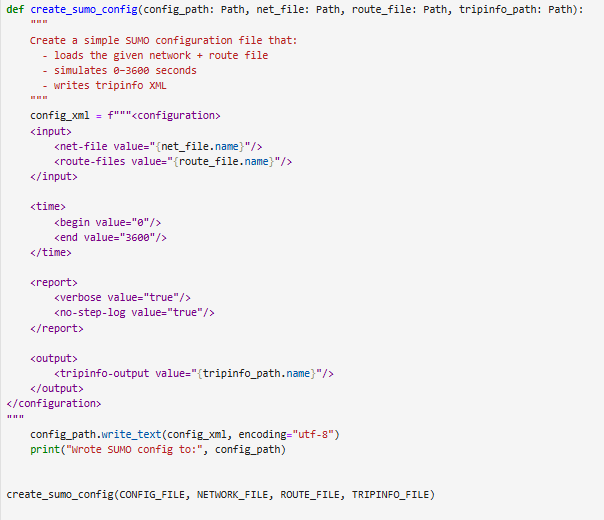 def create_sumo_config(config_path: Path, net_file: Path, route_file: Path, tripinfo_path: Path):
    """
    Create a simple SUMO configuration file that:
      - loads the given network + route file
      - simulates 0–3600 seconds
      - writes tripinfo XML
    """
    config_xml = f"""<configuration>
    <input>
        <net-file value="{net_file.name}"/>
        <route-files value="{route_file.name}"/>
    </input>

    <time>
        <begin value="0"/>
        <end value="3600"/>
    </time>

    <report>
        <verbose value="true"/>
        <no-step-log value="true"/>
    </report>

    <output>
        <tripinfo-output value="{tripinfo_path.name}"/>
    </output>
</configuration>
"""
    config_path.write_text(config_xml, encoding="utf-8")
    print("Wrote SUMO config to:", config_path)


create_sumo_config(CONFIG_FILE, NETWORK_FILE, ROUTE_FILE, TRIPINFO_FILE)